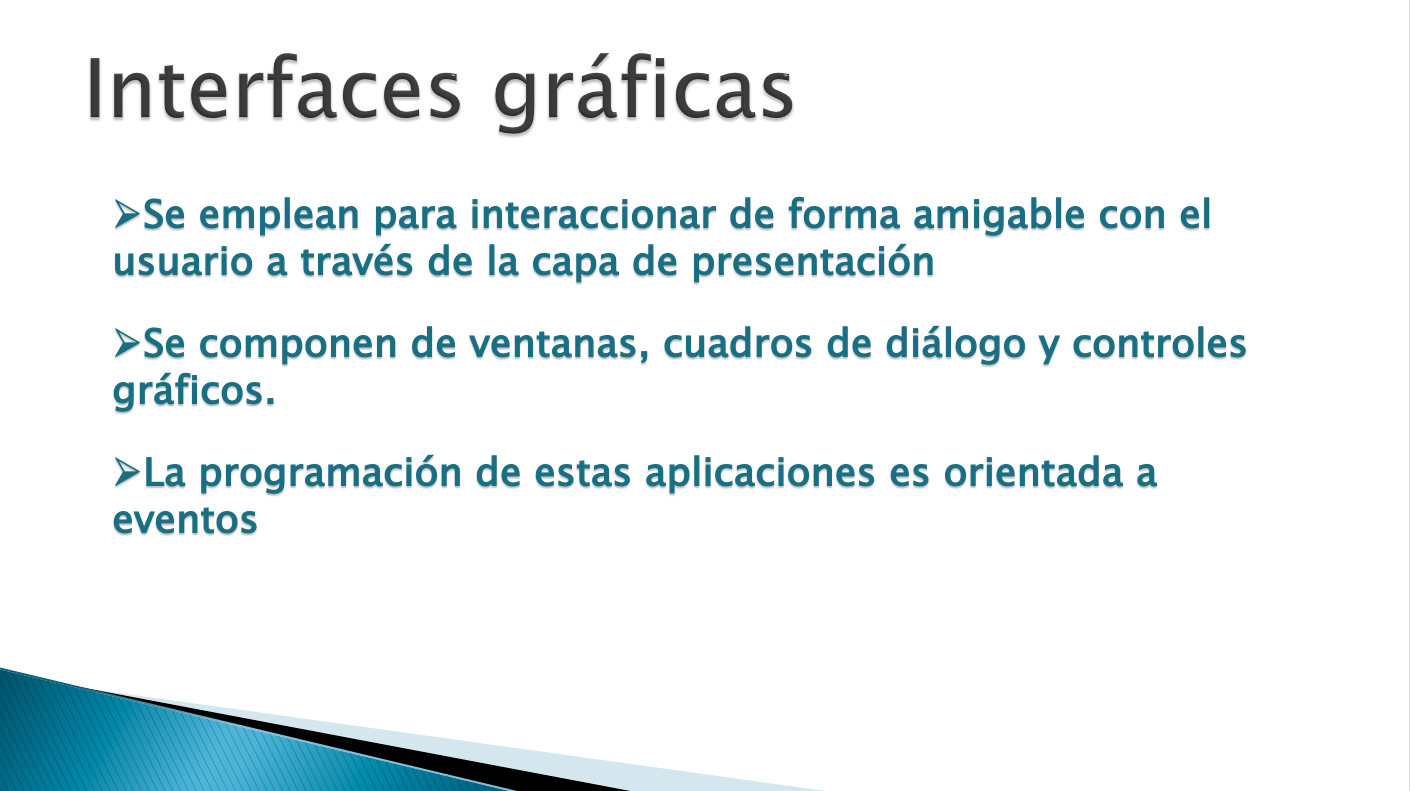 Interfaces gráficas
➢Se emplean para interaccionar de forma amigable con el
usuario a través de la capa de presentación
➢Se componen de ventanas, cuadros de diálogo y controles
gráficos.
➢La programación de estas aplicaciones es orientada a
eventos